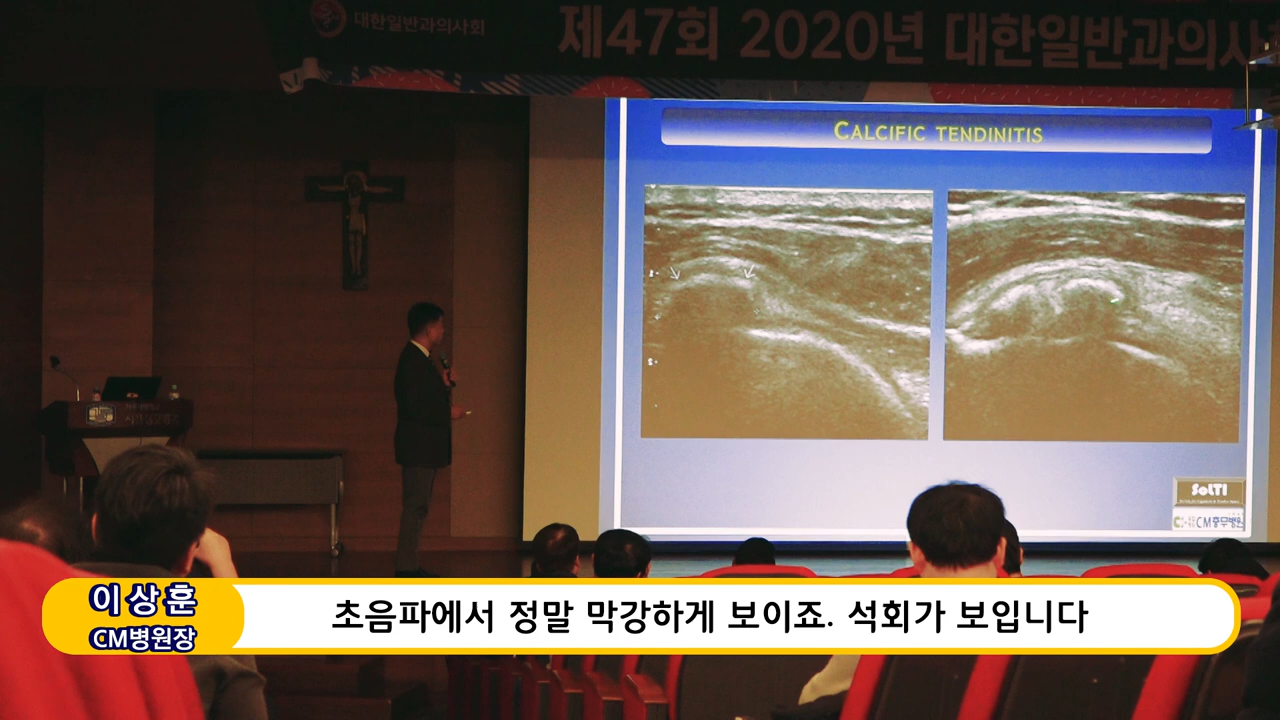 대한일반과의사회
제47회 2020년 대한일반과의사회
CALCIFIC TENDINITIS
SOLTI
CM충무병원
이상훈
CM병원장
초음파에서 정말 막강하게 보이죠. 석회가 보입니다